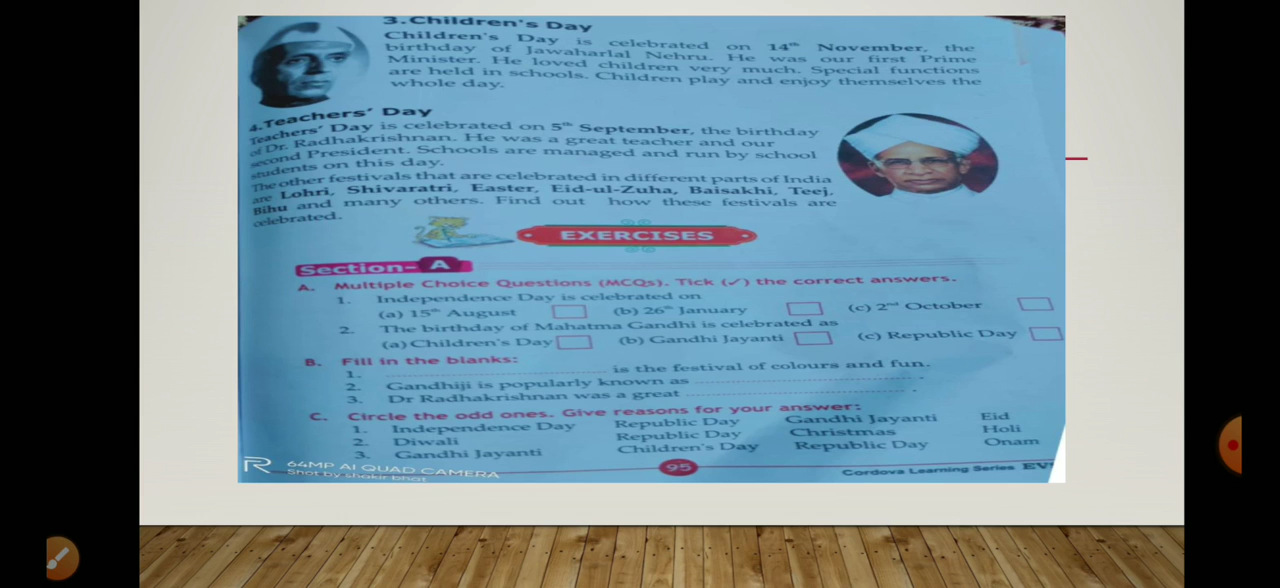 3.Children's Day
Children's Day is celebrated on 14th November, the
birthday of Jawaharlal Nehru. He was our first Prime
Minister. He loved children very much. Special functions
are held in schools. Children play and enjoy themselves the
whole day.
4.Teachers' Day
Teachers' Day is celebrated on 5th September, the birthday
of Dr. Radhakrishnan. He was a great teacher and our
second President. Schools are managed and run by school
students on this day.
The other festivals that are celebrated in different parts of India
are Lohri, Shivaratri, Easter, Eid-ul-Zuha, Baisakhi, Teej,
Bihu and many others. Find out how these festivals are
celebrated.
EXERCISES
Section-A
A. Multiple Choice Questions (MCQs). Tick (✓) the correct answers.
1. Independence Day is celebrated on
(a) 15th August (b) 26th January (c) 2nd October
2. The birthday of Mahatma Gandhi is celebrated as
(a) Children's Day (b) Gandhi Jayanti (c) Republic Day
B. Fill in the blanks:
1. .......... is the festival of colours and fun.
2. Gandhiji is popularly known as .......... .
3. Dr Radhakrishnan was a great .......... .
C. Circle the odd ones. Give reasons for your answer:
1. Independence Day Republic Day Gandhi Jayanti Eid
2. Diwali Republic Day Christmas Holi
3. Gandhi Jayanti Children's Day Republic Day Onam
R 64MP AI QUAD CAMERA
Shot by shakir bhat
95
Cordova Learning Series EV